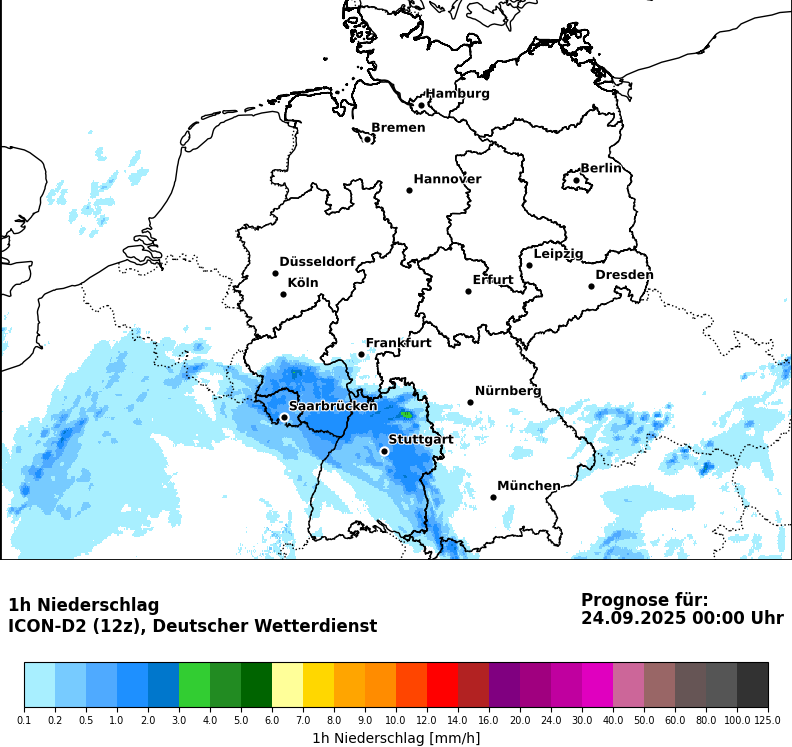 Hamburg
Bremen
Berlin
Hannover
Leipzig
Düsseldorf
Dresden
Köln
Erfurt
Frankfurt
Nürnberg
Saarbrücken
Stuttgart
München
1h Niederschlag
ICON-D2 (12z), Deutscher Wetterdienst
Prognose für:
24.09.2025 00:00 Uhr
0.1 0.2 0.5 1.0 2.0 3.0 4.0 5.0 6.0 7.0 9.0 10.0 12.0 14.0 16.0 20.0 24.0 30.0 40.0 50.0 60.0 80.0 100.0 125.0
1h Niederschlag [mm/h]